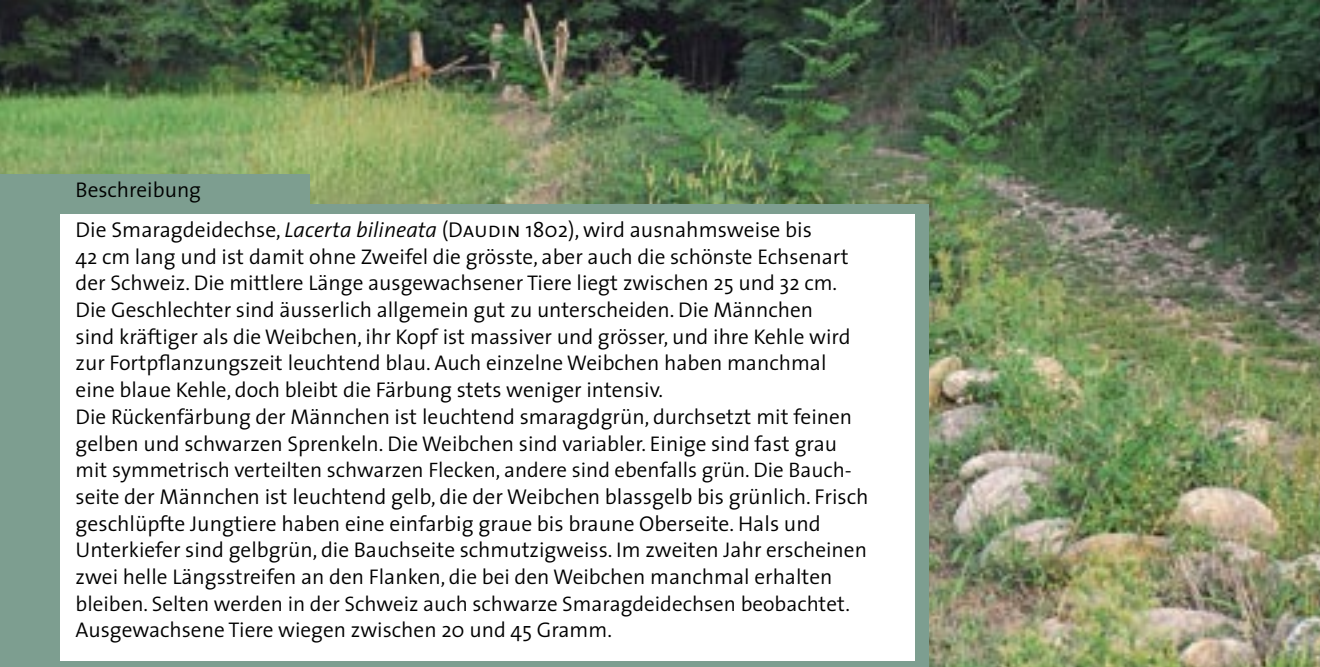 Beschreibung
Die Smaragdeidechse, Lacerta bilineata (DAUDIN 1802), wird ausnahmsweise bis
42 cm lang und ist damit ohne Zweifel die grösste, aber auch die schönste Echsenart
der Schweiz. Die mittlere Länge ausgewachsener Tiere liegt zwischen 25 und 32 cm.
Die Geschlechter sind äusserlich allgemein gut zu unterscheiden. Die Männchen
sind kräftiger als die Weibchen, ihr Kopf ist massiver und grösser, und ihre Kehle wird
zur Fortpflanzungszeit leuchtend blau. Auch einzelne Weibchen haben manchmal
eine blaue Kehle, doch bleibt die Färbung stets weniger intensiv.
Die Rückenfärbung der Männchen ist leuchtend smaragdgrün, durchsetzt mit feinen
gelben und schwarzen Sprenkeln. Die Weibchen sind variabler. Einige sind fast grau
mit symmetrisch verteilten schwarzen Flecken, andere sind ebenfalls grün. Die Bauch-
seite der Männchen ist leuchtend gelb, die der Weibchen blassgelb bis grünlich. Frisch
geschlüpfte Jungtiere haben eine einfarbig graue bis braune Oberseite. Hals und
Unterkiefer sind gelbgrün, die Bauchseite schmutzigweiss. Im zweiten Jahr erscheinen
zwei helle Längsstreifen an den Flanken, die bei den Weibchen manchmal erhalten
bleiben. Selten werden in der Schweiz auch schwarze Smaragdeidechsen beobachtet.
Ausgewachsene Tiere wiegen zwischen 20 und 45 Gramm.